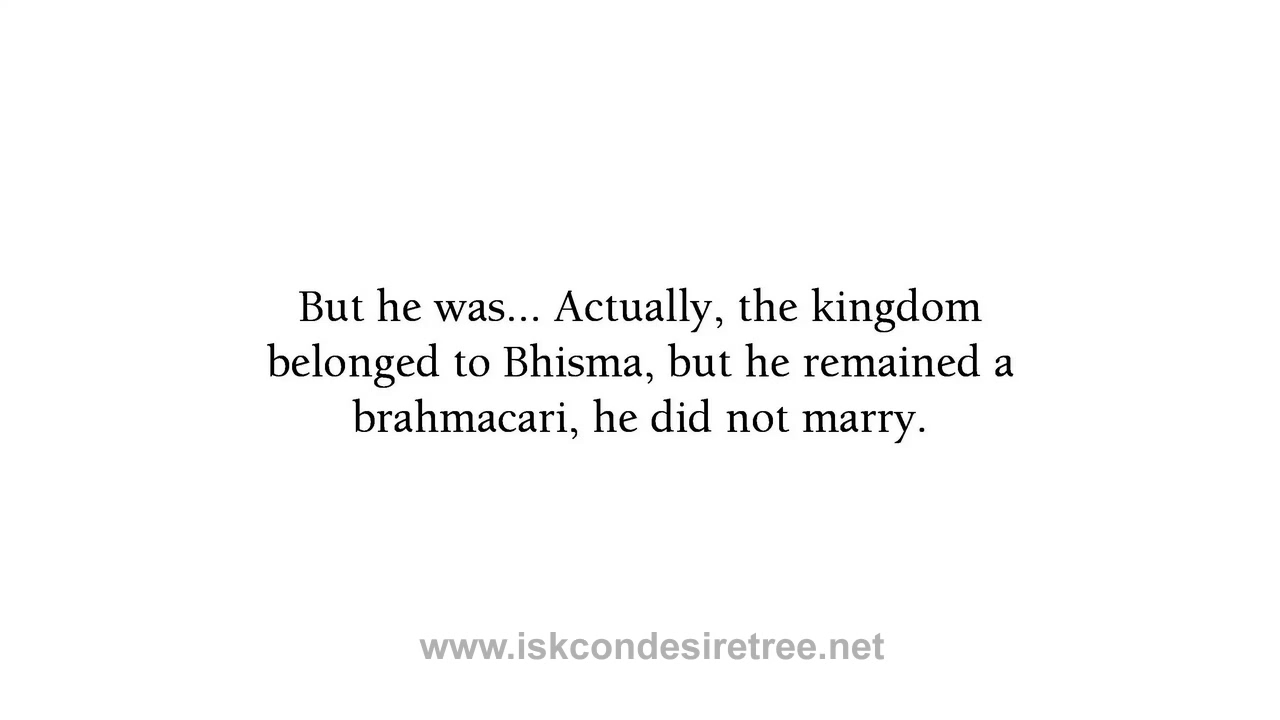 But he was... Actually, the kingdom
belonged to Bhisma, but he remained a
brahmacari, he did not marry.
www.iskcondesiretree.net